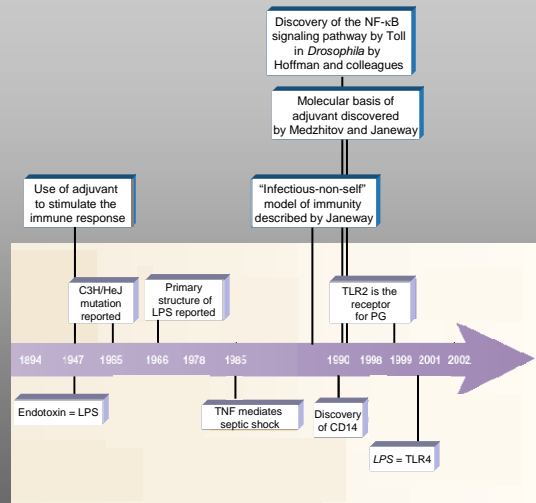 Discovery of the NF-κB
signaling pathway by Toll
in Drosophila by
Hoffman and colleagues
Molecular basis of
adjuvant discovered
by Medzhitov and Janeway
Use of adjuvant
to stimulate the
immune response
“Infectious-non-self”
model of immunity
described by Janeway
C3H/HeJ
mutation
reported
Primary
structure of
LPS reported
TLR2 is the
receptor
for PG
1894 1947 1965 1966 1978 1985 1990 1998 1999 2001 2002
Endotoxin = LPS
TNF mediates
septic shock
Discovery
of CD14
LPS = TLR4